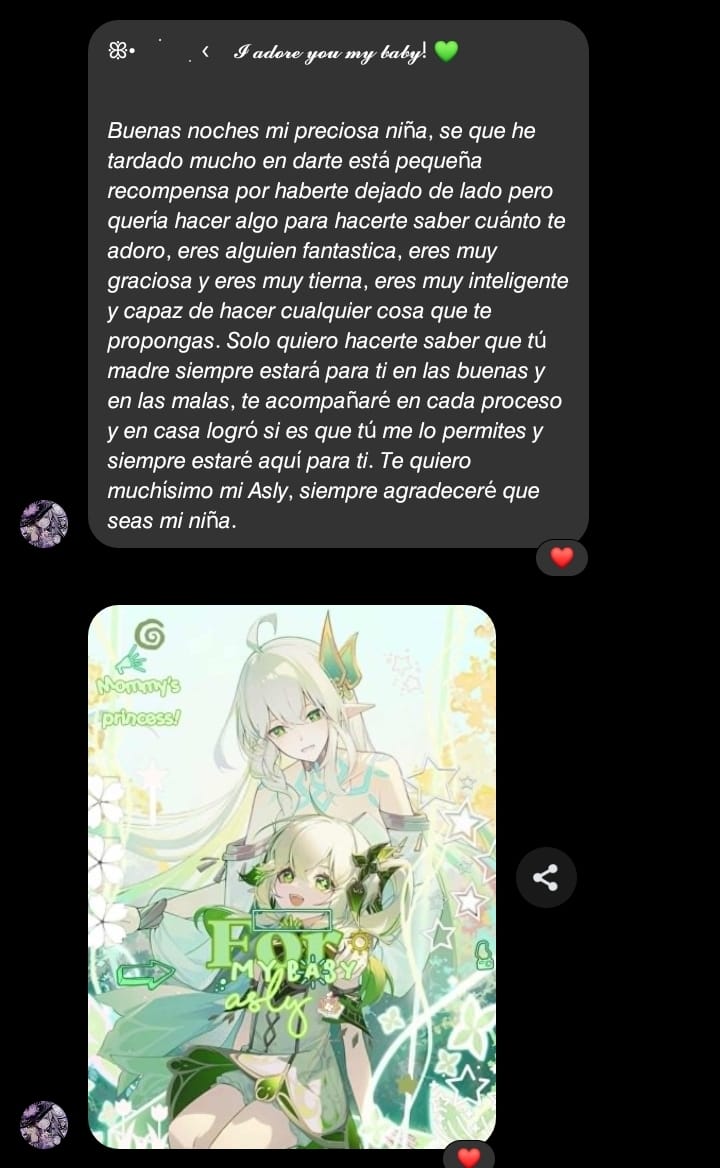 ꕥ• ‹ 𝓘 𝓪𝓭𝓸𝓻𝓮 𝔂𝓸𝓾 𝓶𝔂 𝓫𝓪𝓫𝔂! 💚
Buenas noches mi preciosa niña, se que he
tardado mucho en darte está pequeña
recompensa por haberte dejado de lado pero
quería hacer algo para hacerte saber cuánto te
adoro, eres alguien fantastica, eres muy
graciosa y eres muy tierna, eres muy inteligente
y capaz de hacer cualquier cosa que te
propongas. Solo quiero hacerte saber que tú
madre siempre estará para ti en las buenas y
en las malas, te acompañaré en cada proceso
y en casa logró si es que tú me lo permites y
siempre estaré aquí para ti. Te quiero
muchísimo mi Asly, siempre agradeceré que
seas mi niña.
Mommy's
princess!
For
MY BABY
asly